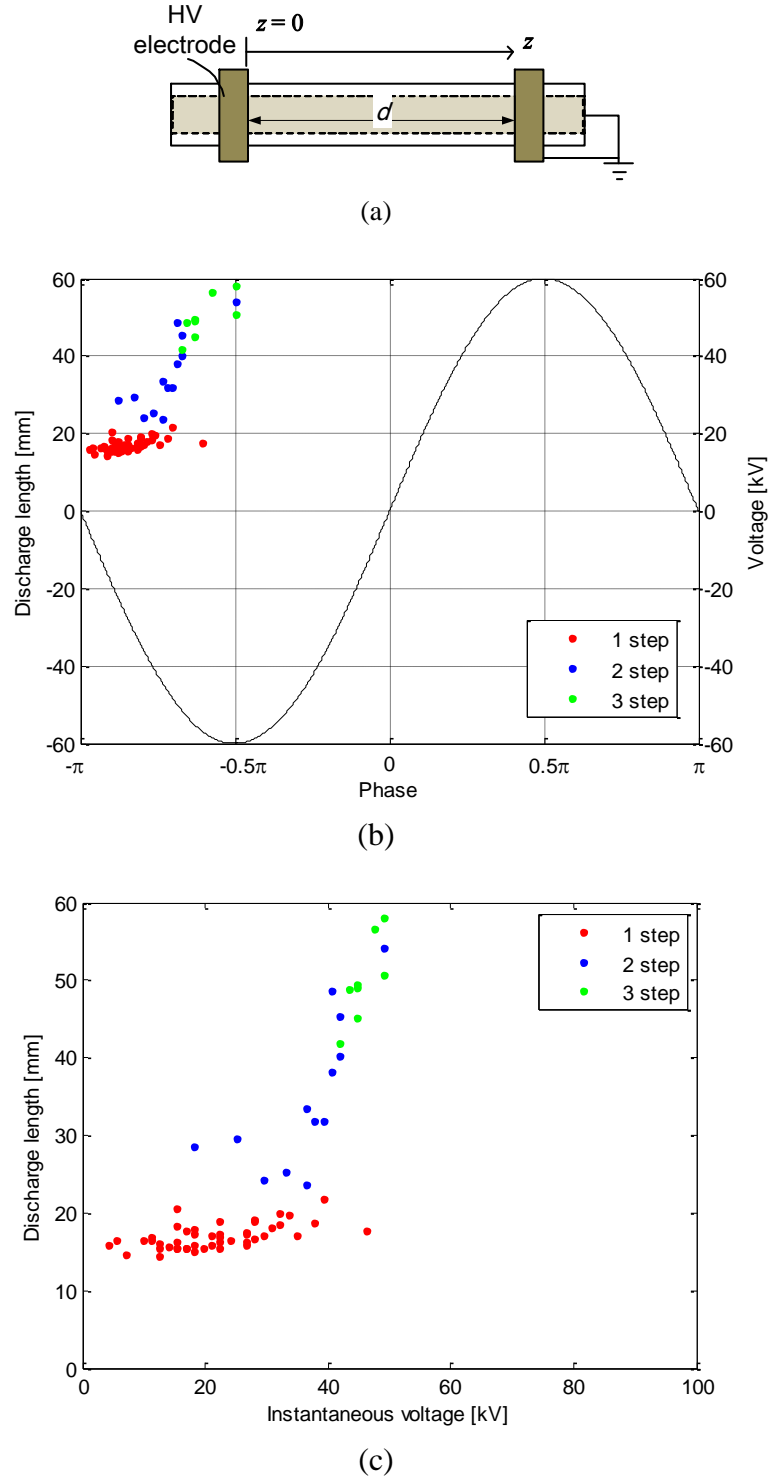 HV
electrode
z = 0
z
d
(a)
60
40
20
0
-20
-40
-60
60
40
20
0
-20
-40
-60
Discharge length [mm]
Voltage [kV]
1 step
2 step
3 step
-π
-0.5π
0
0.5π
π
Phase
(b)
60
50
40
30
20
10
0
Discharge length [mm]
1 step
2 step
3 step
0
20
40
60
80
100
Instantaneous voltage [kV]
(c)